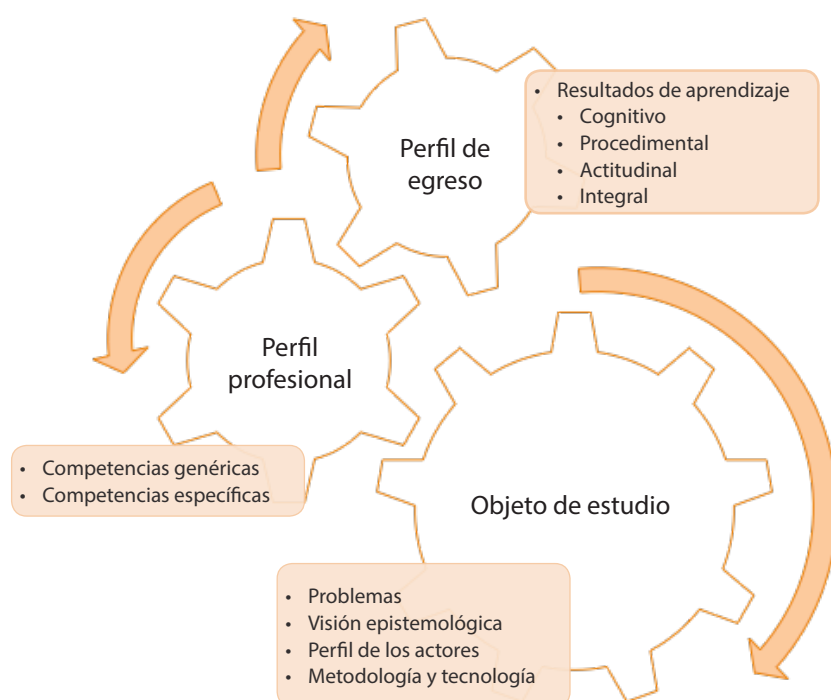 Perfil de
egreso
• Resultados de aprendizaje
• Cognitivo
• Procedimental
• Actitudinal
• Integral
Perfil
profesional
• Competencias genéricas
• Competencias específicas
Objeto de estudio
• Problemas
• Visión epistemológica
• Perfil de los actores
• Metodología y tecnología